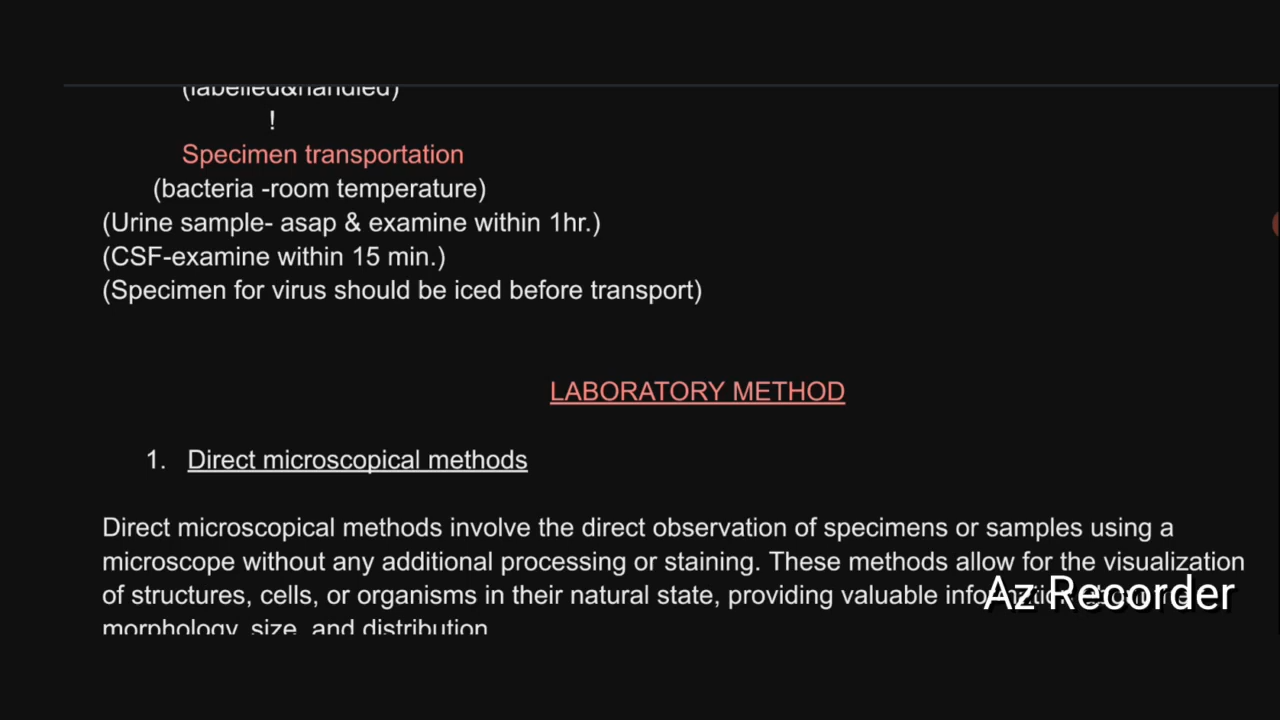 (labelled&handled)
!
Specimen transportation
(bacteria -room temperature)
(Urine sample- asap & examine within 1hr.)
(CSF-examine within 15 min.)
(Specimen for virus should be iced before transport)
LABORATORY METHOD
1. Direct microscopical methods
Direct microscopical methods involve the direct observation of specimens or samples using a
microscope without any additional processing or staining. These methods allow for the visualization
of structures, cells, or organisms in their natural state, providing valuable
Az Recorder
morphology, size, and distribution